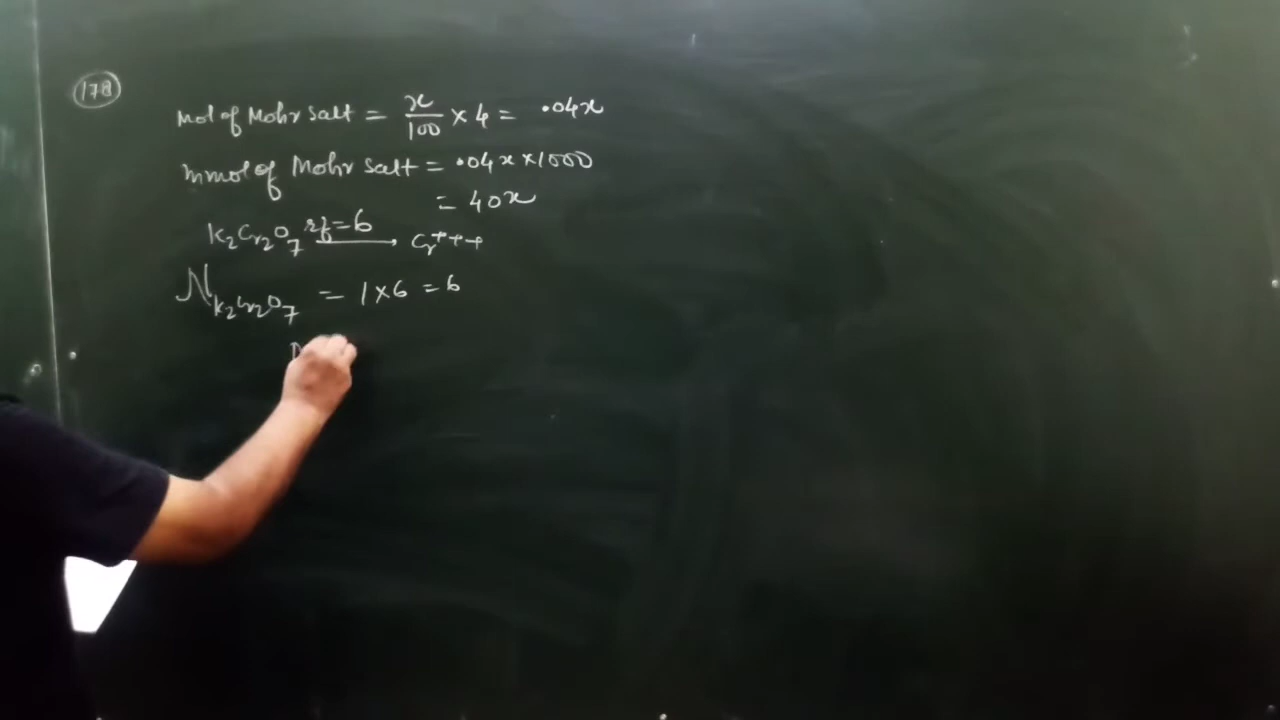 178
mol of Mohr salt = x/100 × 4 = .04x
mmol of Mohr salt = .04x × 1000
= 40x
K₂Cr₂O₇ →^(=6) Cr⁺⁺⁺
N K₂Cr₂O₇ = 1×6 = 6